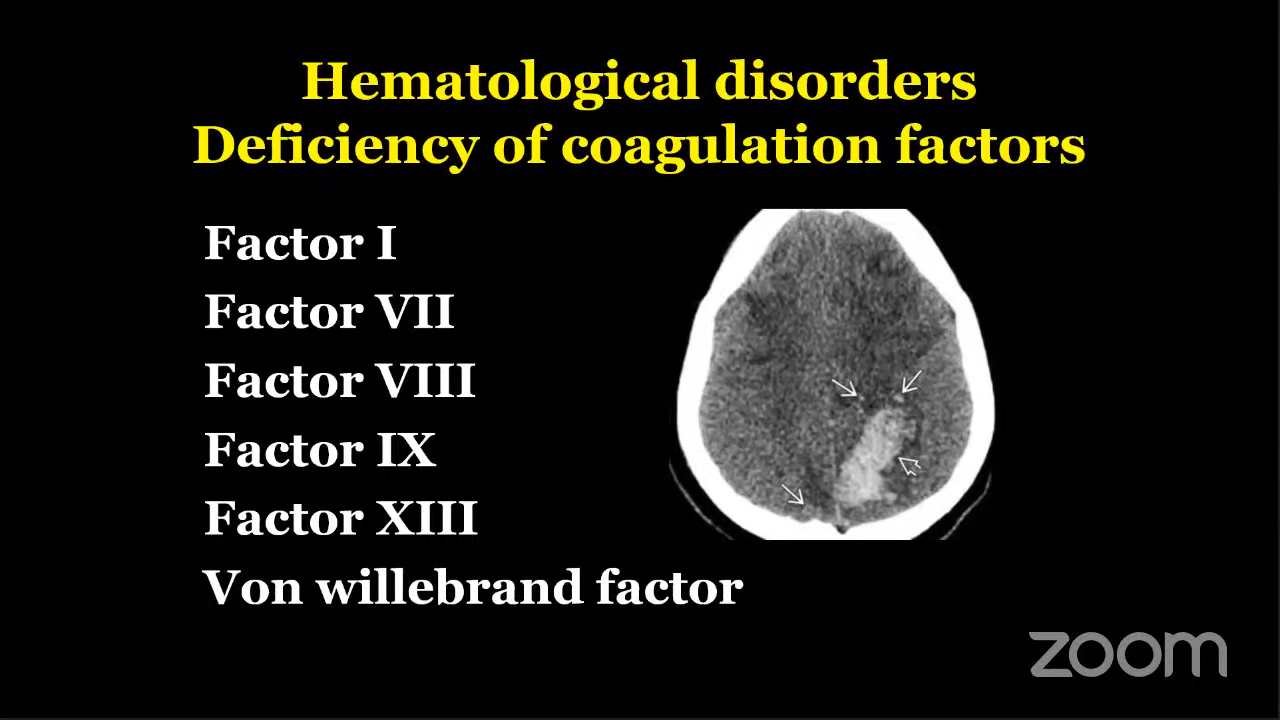 Hematological disorders
Deficiency of coagulation factors
Factor I
Factor VII
Factor VIII
Factor IX
Factor XIII
Von willebrand factor
zoom